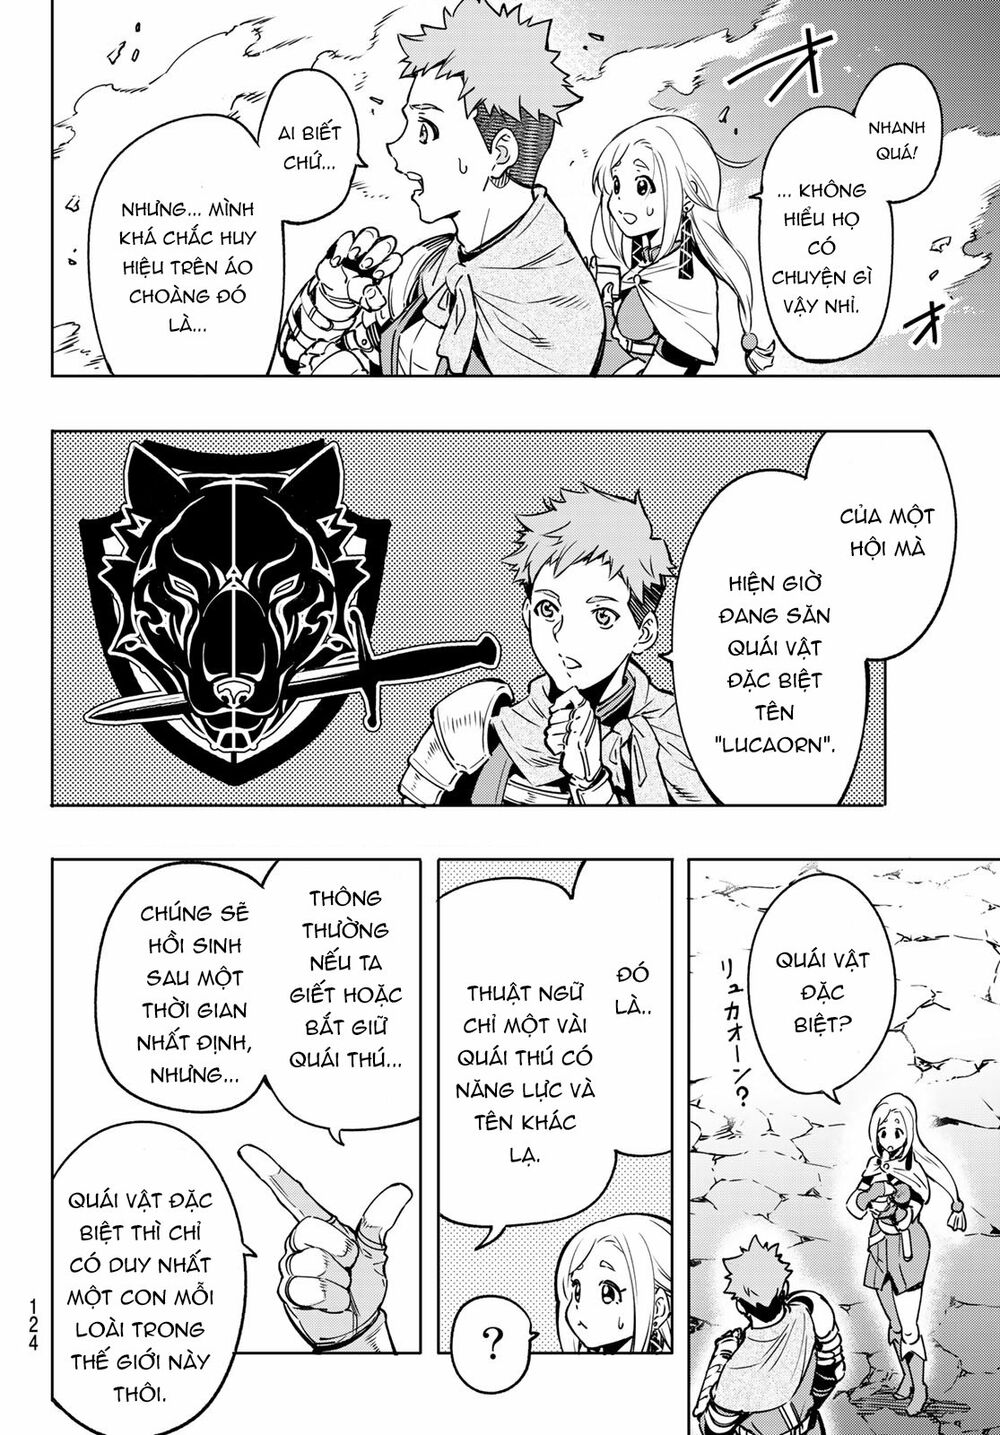 NHANH
QUÁ!
... KHÔNG
HIỂU HỌ
CÓ
CHUYỆN GÌ
VẬY NHỈ.
AI BIẾT
CHỨ...
NHƯNG... MÌNH
KHÁ CHẮC HUY
HIỆU TRÊN ÁO
CHOÀNG ĐÓ
LÀ...
CỦA MỘT
HỘI MÀ
HIỆN GIỜ
ĐANG SĂN
QUÁI VẬT
ĐẶC BIỆT
TÊN
"LUCAORN".
QUÁI VẬT
ĐẶC
BIỆT?
リュカオーン?
ĐÓ
LÀ..
THUẬT NGỮ
CHỈ MỘT VÀI
QUÁI THÚ CÓ
NĂNG LỰC VÀ
TÊN KHÁC
LẠ.
?
THÔNG
THƯỜNG
NẾU TA
GIẾT HOẶC
BẮT GIỮ
QUÁI THÚ...
CHÚNG SẼ
HỒI SINH
SAU MỘT
THỜI GIAN
NHẤT ĐỊNH,
NHƯNG...
QUÁI VẬT ĐẶC
BIỆT THÌ CHỈ
CÓ DUY NHẤT
MỘT CON MỖI
LOÀI TRONG
THẾ GIỚI NÀY
THÔI.
124